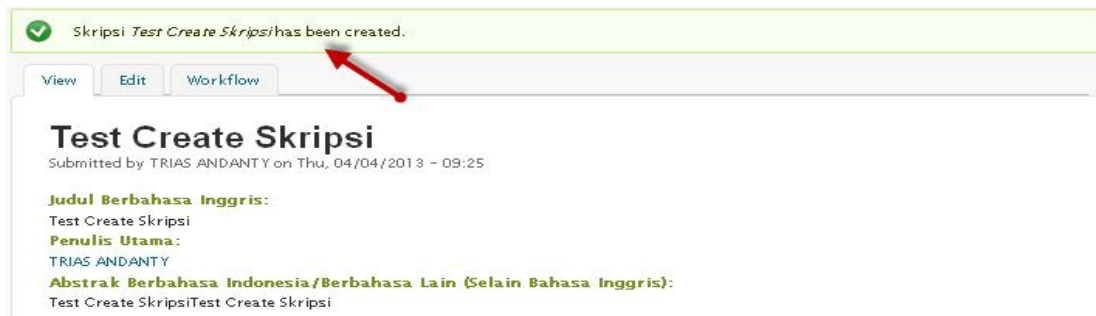 Skripsi Test Create Skripsi has been created.
View Edit Workflow
Test Create Skripsi
Submitted by TRIAS ANDANTY on Thu, 04/04/2013 - 09:25
Judul Berbahasa Inggris:
Test Create Skripsi
Penulis Utama:
TRIAS ANDANTY
Abstrak Berbahasa Indonesia/Berbahasa Lain (Selain Bahasa Inggris):
Test Create SkripsiTest Create Skripsi